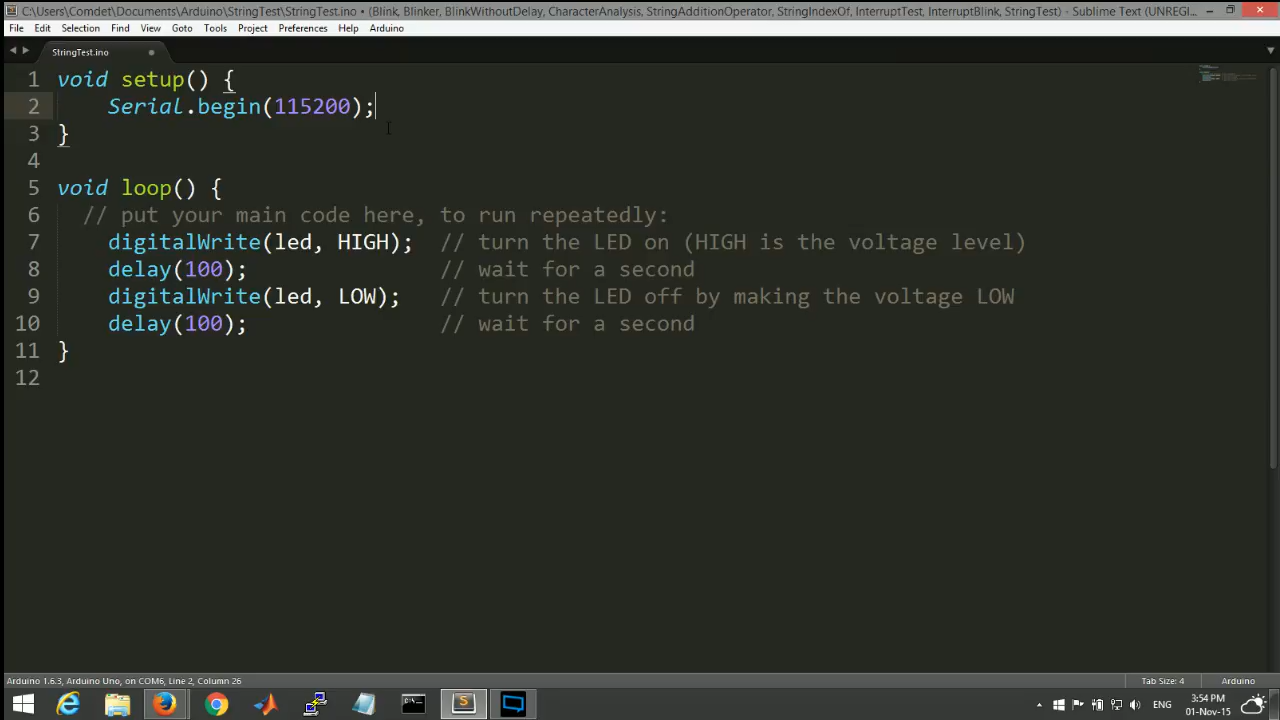 C:\Users\Comdet\Documents\Arduino\StringTest\StringTest.ino • (Blink, Blinker, BlinkWithoutDelay, CharacterAnalysis, StringAdditionOperator, StringIndexOf, InterruptTest, InterruptBlink, StringTest) - Sublime Text (UNREGI...
File Edit Selection Find View Goto Tools Project Preferences Help Arduino
StringTest.ino
1 void setup() {
2 Serial.begin(115200);
3 }
4
5 void loop() {
6 // put your main code here, to run repeatedly:
7 digitalWrite(led, HIGH); // turn the LED on (HIGH is the voltage level)
8 delay(100); // wait for a second
9 digitalWrite(led, LOW); // turn the LED off by making the voltage LOW
10 delay(100); // wait for a second
11 }
12
Arduino 1.6.3, Arduino Uno, on COM6, Line 2, Column 26 Tab Size: 4 Arduino
ENG 3:54 PM
01-Nov-15